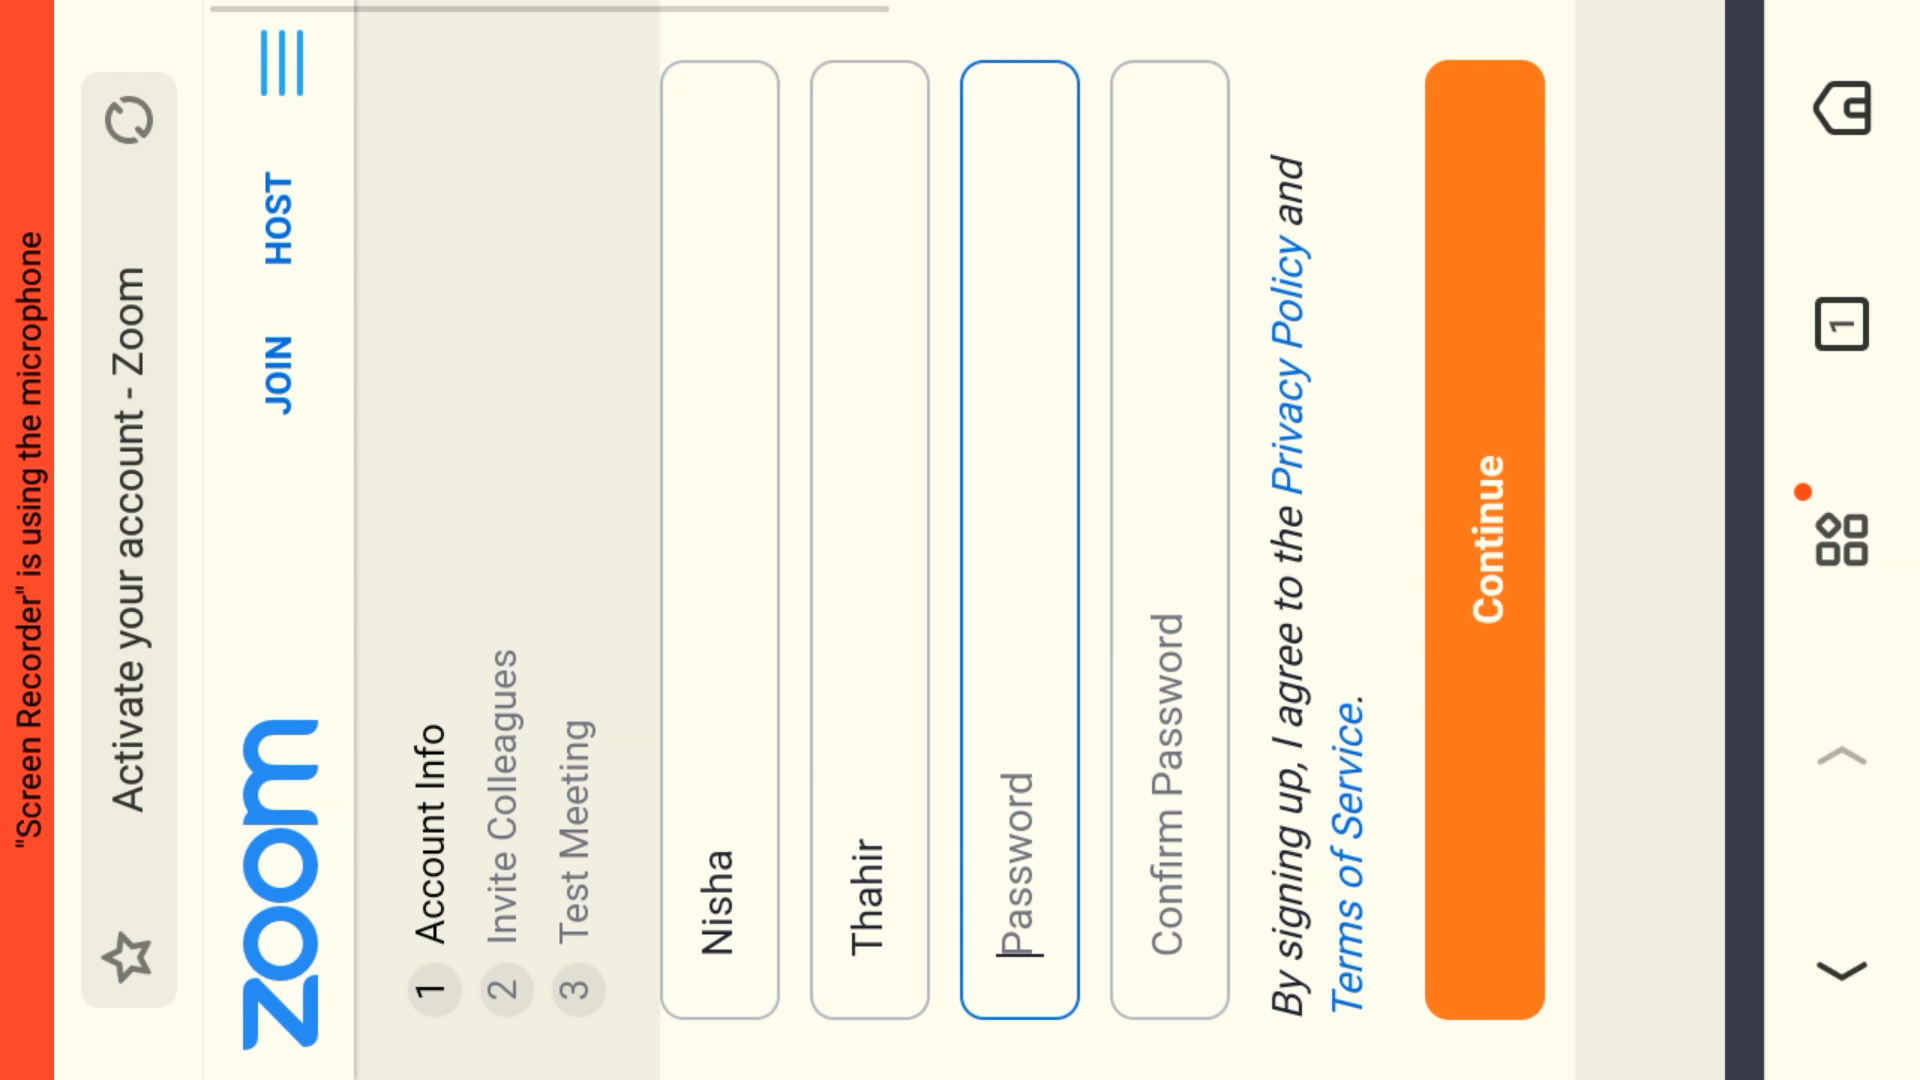 "Screen Recorder" is using the microphone
Activate your account - Zoom
zoom
JOIN
HOST
1 Account Info
2 Invite Colleagues
3 Test Meeting
Nisha
Thahir
Password
Confirm Password
By signing up, I agree to the Privacy Policy and
Terms of Service.
Continue
1